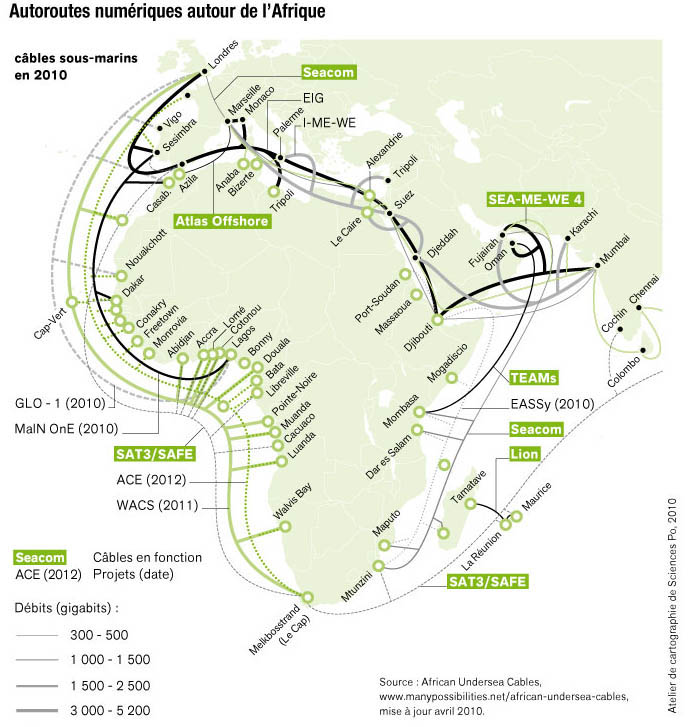 Autoroutes numériques autour de l'Afrique
câbles sous-marins
en 2010
Londres
Seacom
Marseille
Monaco
EIG
Palerme
I-ME-WE
Vigo
Sesimbra
Alexandrie
Tripoli
Casab.
Azila
Anaba
Bizerte
Tripoli
Suez
SEA-ME-WE 4
Atlas Offshore
Le Caire
Karachi
Djeddah
Fujairah
Oman
Mumbai
Nouakchott
Dakar
Port-Soudan
Massaoua
Chennai
Cap-Vert
Conakry
Freetown
Monrovia
Abidjan
Accra
Lomé
Cotonou
Lagos
Bonny
Douala
Bata
Libreville
Djibouti
Cochin
Colombo
Mogadiscio
TEAMs
GLO - 1 (2010)
Pointe-Noire
Mombasa
EASSy (2010)
MaIN OnE (2010)
Muanda
Cacuaco
Luanda
Seacom
SAT3/SAFE
Dar es Salam
Lion
ACE (2012)
Tamatave
Maurice
WACS (2011)
Walvis Bay
Maputo
La Réunion
Seacom Câbles en fonction
ACE (2012) Projets (date)
Mtunzini
SAT3/SAFE
Melkbosstrand
(Le Cap)
Débits (gigabits) :
300 - 500
1 000 - 1 500
1 500 - 2 500
3 000 - 5 200
Source : African Undersea Cables,
www.manypossibilities.net/african-undersea-cables,
mise à jour avril 2010.
Atelier de cartographie de Sciences Po, 2010